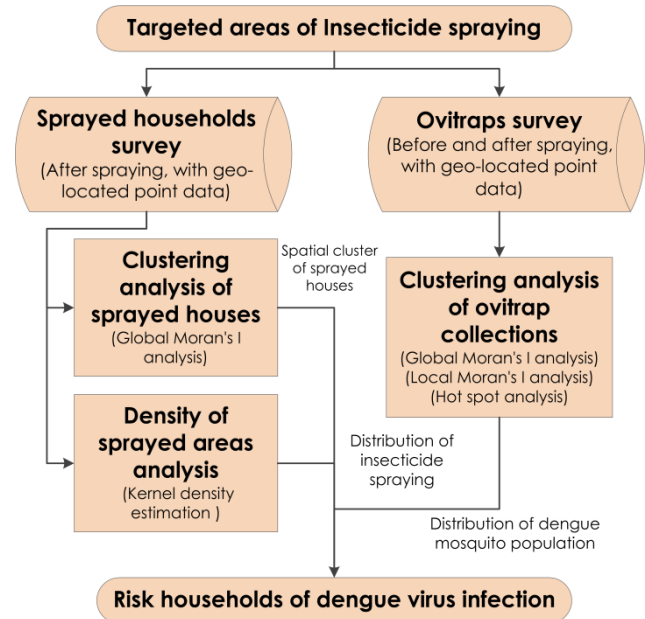 Targeted areas of Insecticide spraying
Sprayed households
survey
(After spraying, with geo-
located point data)
Ovitraps survey
(Before and after spraying,
with geo-located point
data)
Clustering
analysis of
sprayed houses
(Global Moran's I
analysis)
Spatial cluster
of sprayed
houses
Clustering analysis
of ovitrap
collections
(Global Moran's I analysis)
(Local Moran's I analysis)
(Hot spot analysis)
Density of
sprayed areas
analysis
(Kernel density
estimation )
Distribution of
insecticide
spraying
Distribution of dengue
mosquito population
Risk households of dengue virus infection